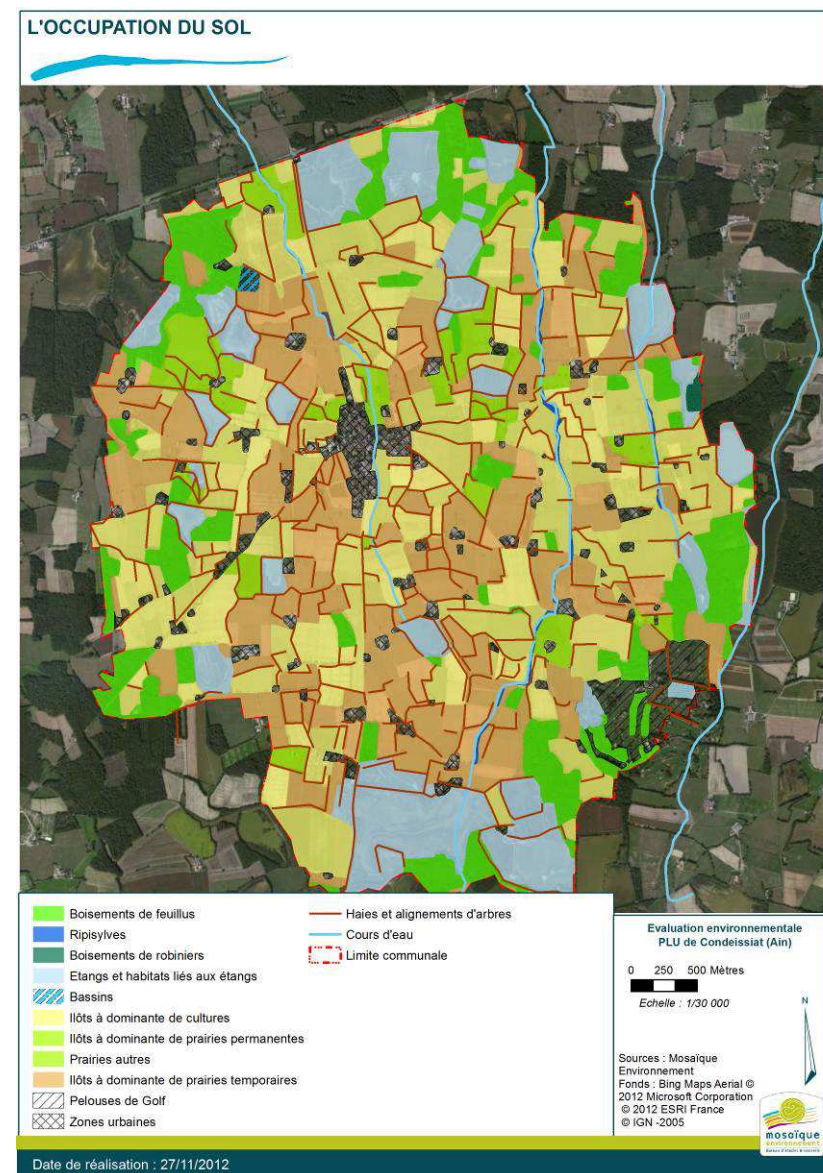 L'OCCUPATION DU SOL
Boisements de feuillus
Ripisylves
Boisements de robiniers
Etangs et habitats liés aux étangs
Bassins
Ilôts à dominante de cultures
Ilôts à dominante de prairies permanentes
Prairies autres
Ilôts à dominante de prairies temporaires
Pelouses de Golf
Zones urbaines
Haies et alignements d'arbres
Cours d'eau
Limite communale
Evaluation environnementale
PLU de Condeissiat (Ain)
0 250 500 Mètres
Echelle : 1/30 000
N
Sources : Mosaïque
Environnement
Fonds : Bing Maps Aerial ©
2012 Microsoft Corporation
© 2012 ESRI France
© IGN -2005
mosaïque
environnement
Date de réalisation : 27/11/2012